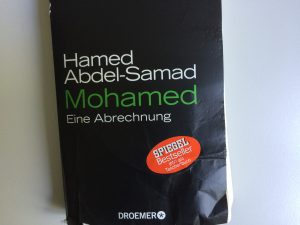 Hamed
Abdel-Samad
Mohamed
Eine Abrechnung
SPIEGEL
Bestseller
DROEMER